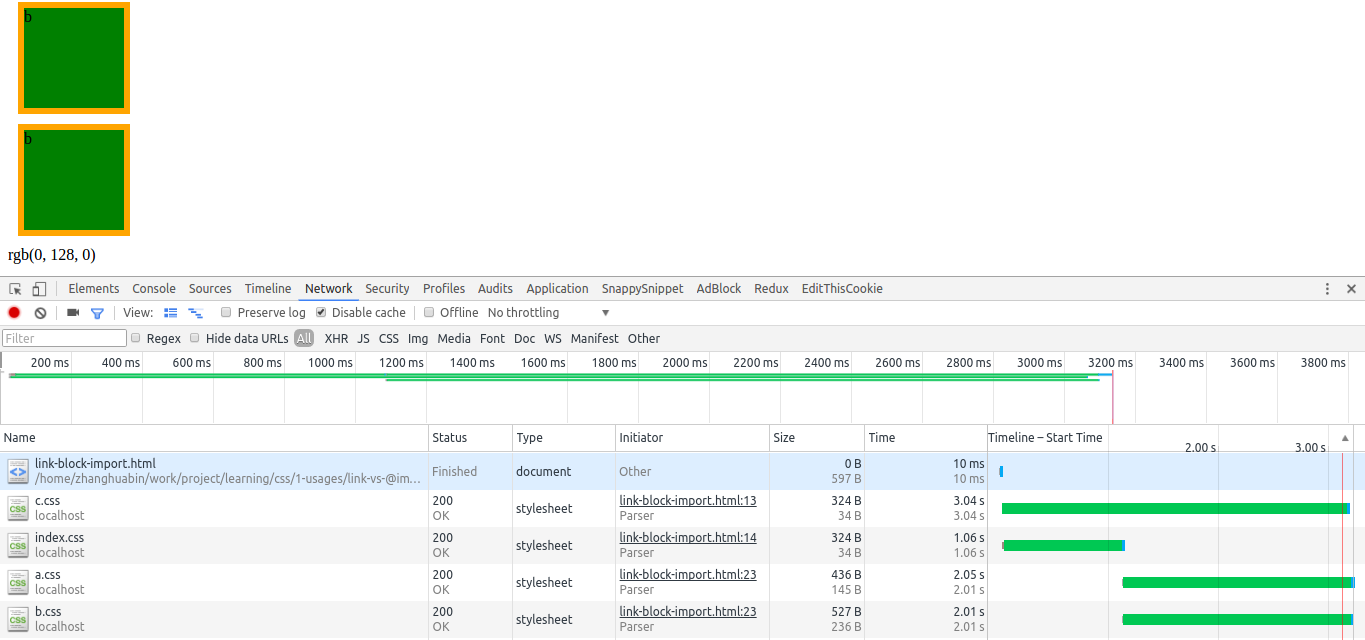 b
b
rgb(0, 128, 0)
Elements Console Sources Timeline Network Security Profiles Audits Application SnappySnippet AdBlock Redux EditThisCookie
View: Preserve log Disable cache Offline No throttling
Filter Regex Hide data URLs All XHR JS CSS Img Media Font Doc WS Manifest Other
200 ms 400 ms 600 ms 800 ms 1000 ms 1200 ms 1400 ms 1600 ms 1800 ms 2000 ms 2200 ms 2400 ms 2600 ms 2800 ms 3000 ms 3200 ms 3400 ms 3600 ms 3800 ms
Name Status Type Initiator Size Time Timeline – Start Time 2.00 s 3.00 s
link-block-import.html Finished document Other 0 B 10 ms
/home/zhanghuabin/work/project/learning/css/1-usages/link-vs-@im... 597 B 10 ms
c.css 200 stylesheet link-block-import.html:13 324 B 3.04 s
localhost OK Parser 34 B 3.04 s
index.css 200 stylesheet link-block-import.html:14 324 B 1.06 s
localhost OK Parser 34 B 1.06 s
a.css 200 stylesheet link-block-import.html:23 436 B 2.05 s
localhost OK Parser 145 B 2.01 s
b.css 200 stylesheet link-block-import.html:23 527 B 2.01 s
localhost OK Parser 236 B 2.01 s